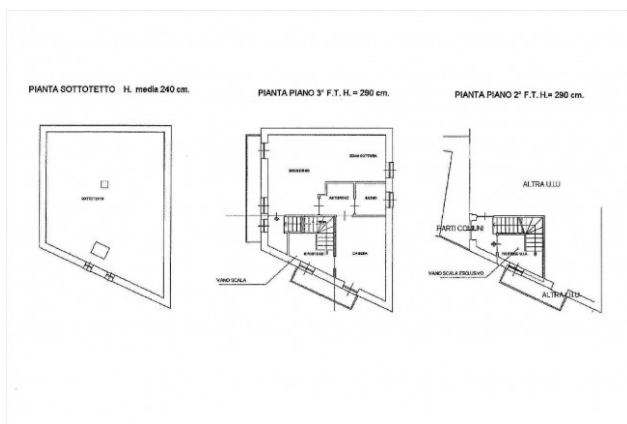 PIANTA SOTTOTETTO H. media 240 cm.
SOTTOTETTO
PIANTA PIANO 3° F.T. H.= 290 cm.
ZONA COTTURA
SOGGIORNO
ANTIBAGNO
BAGNO
RIPOSTIGLIO
CAMERA
VANO SCALA
PIANTA PIANO 2° F.T. H.= 290 cm.
ALTRA U.I.U
PARTI COMUNI
VANO SCALA ESCLUSIVO
ALTRA U.I.U